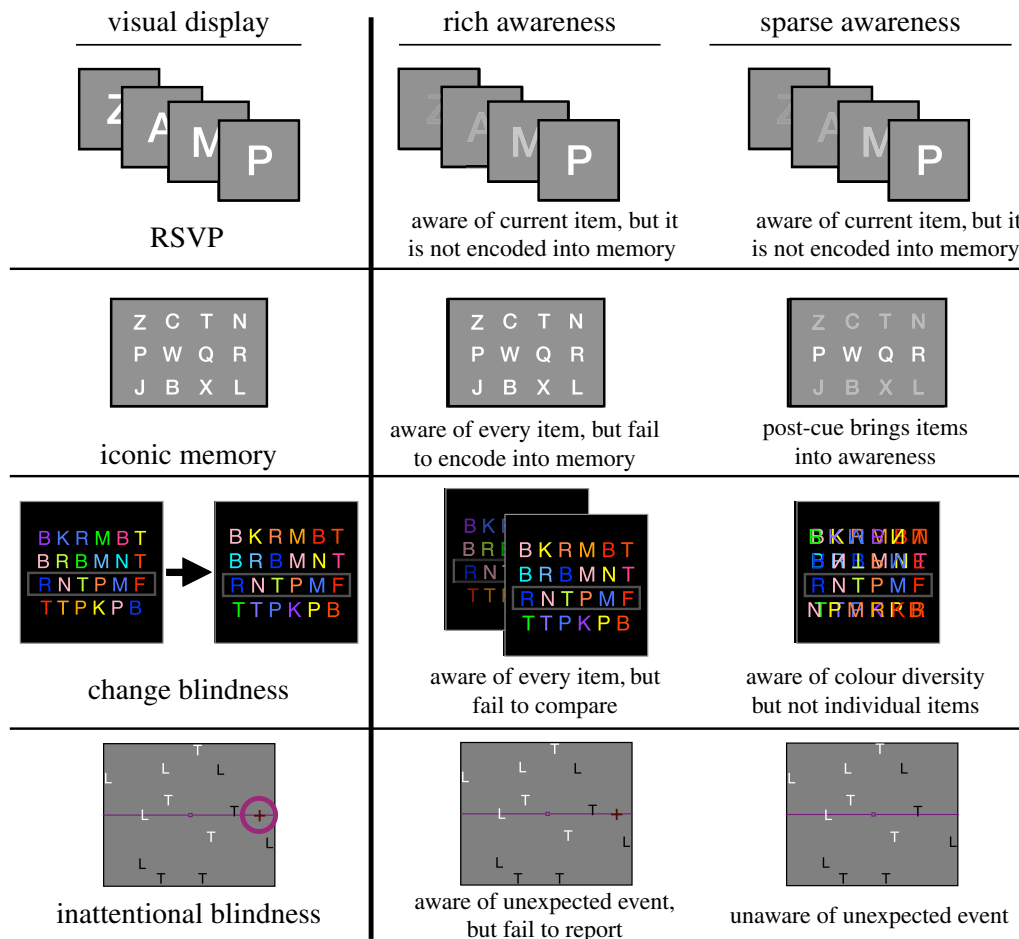 visual display
rich awareness
sparse awareness
Z A M P
Z A M P
Z A M P
RSVP
aware of current item, but it
is not encoded into memory
aware of current item, but it
is not encoded into memory
Z C T N
P W Q R
J B X L
Z C T N
P W Q R
J B X L
Z C T N
P W Q R
J B X L
iconic memory
aware of every item, but fail
to encode into memory
post-cue brings items
into awareness
B K R M B T
B R B M N T
R N T P M F
T T P K P B
B K R M B T
B R B M N T
R N T P M F
T T P K P B
B K R
B R B
R N T
T T P
B K R M B T
B R B M N T
R N T P M F
T T P K P B
R N T P M F
change blindness
aware of every item, but
fail to compare
aware of colour diversity
but not individual items
T
L L L
T
L T
T
L
L
T T
T
L L L
T
L T
T
L
L
T T
T
L L L
T
L T
T
L
L
T T
inattentional blindness
aware of unexpected event,
but fail to report
unaware of unexpected event